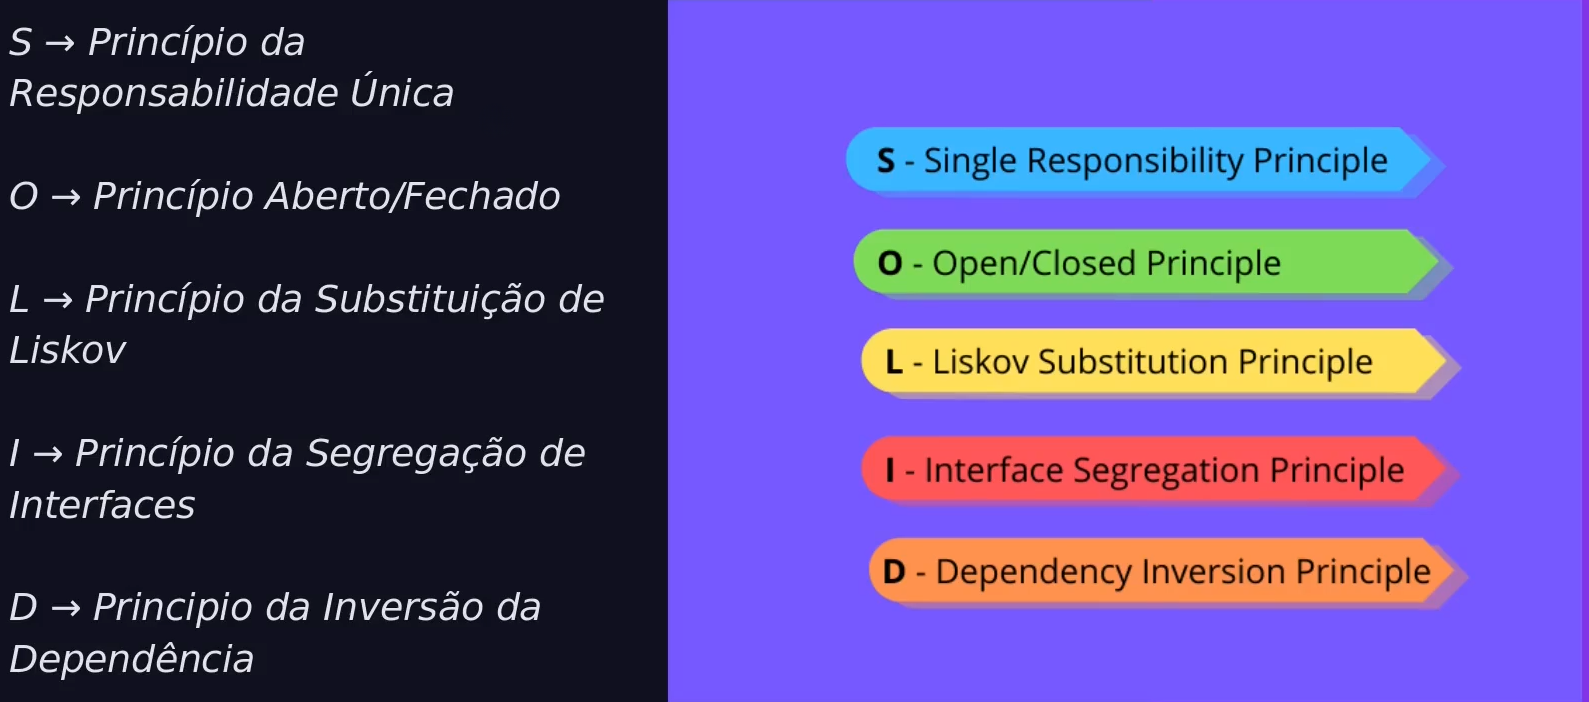 S → Princípio da
Responsabilidade Única
O → Princípio Aberto/Fechado
L → Princípio da Substituição de
Liskov
I → Princípio da Segregação de
Interfaces
D → Principio da Inversão da
Dependência
S - Single Responsibility Principle
O - Open/Closed Principle
L - Liskov Substitution Principle
I - Interface Segregation Principle
D - Dependency Inversion Principle